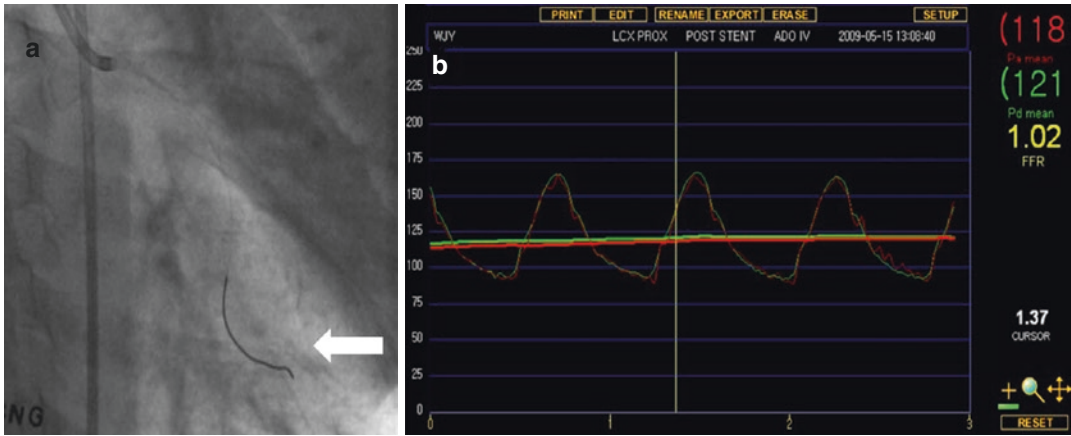 a
NG
PRINT EDIT RENAME EXPORT ERASE SETUP
WJY LCX PROX POST STENT ADO IV 2009-05-15 13:08:40
b
250
225
200
175
150
125
100
75
50
25
0
0 1 2 3
(118
Pa mean
(121
Pd mean
1.02
FFR
1.37
CURSOR
RESET